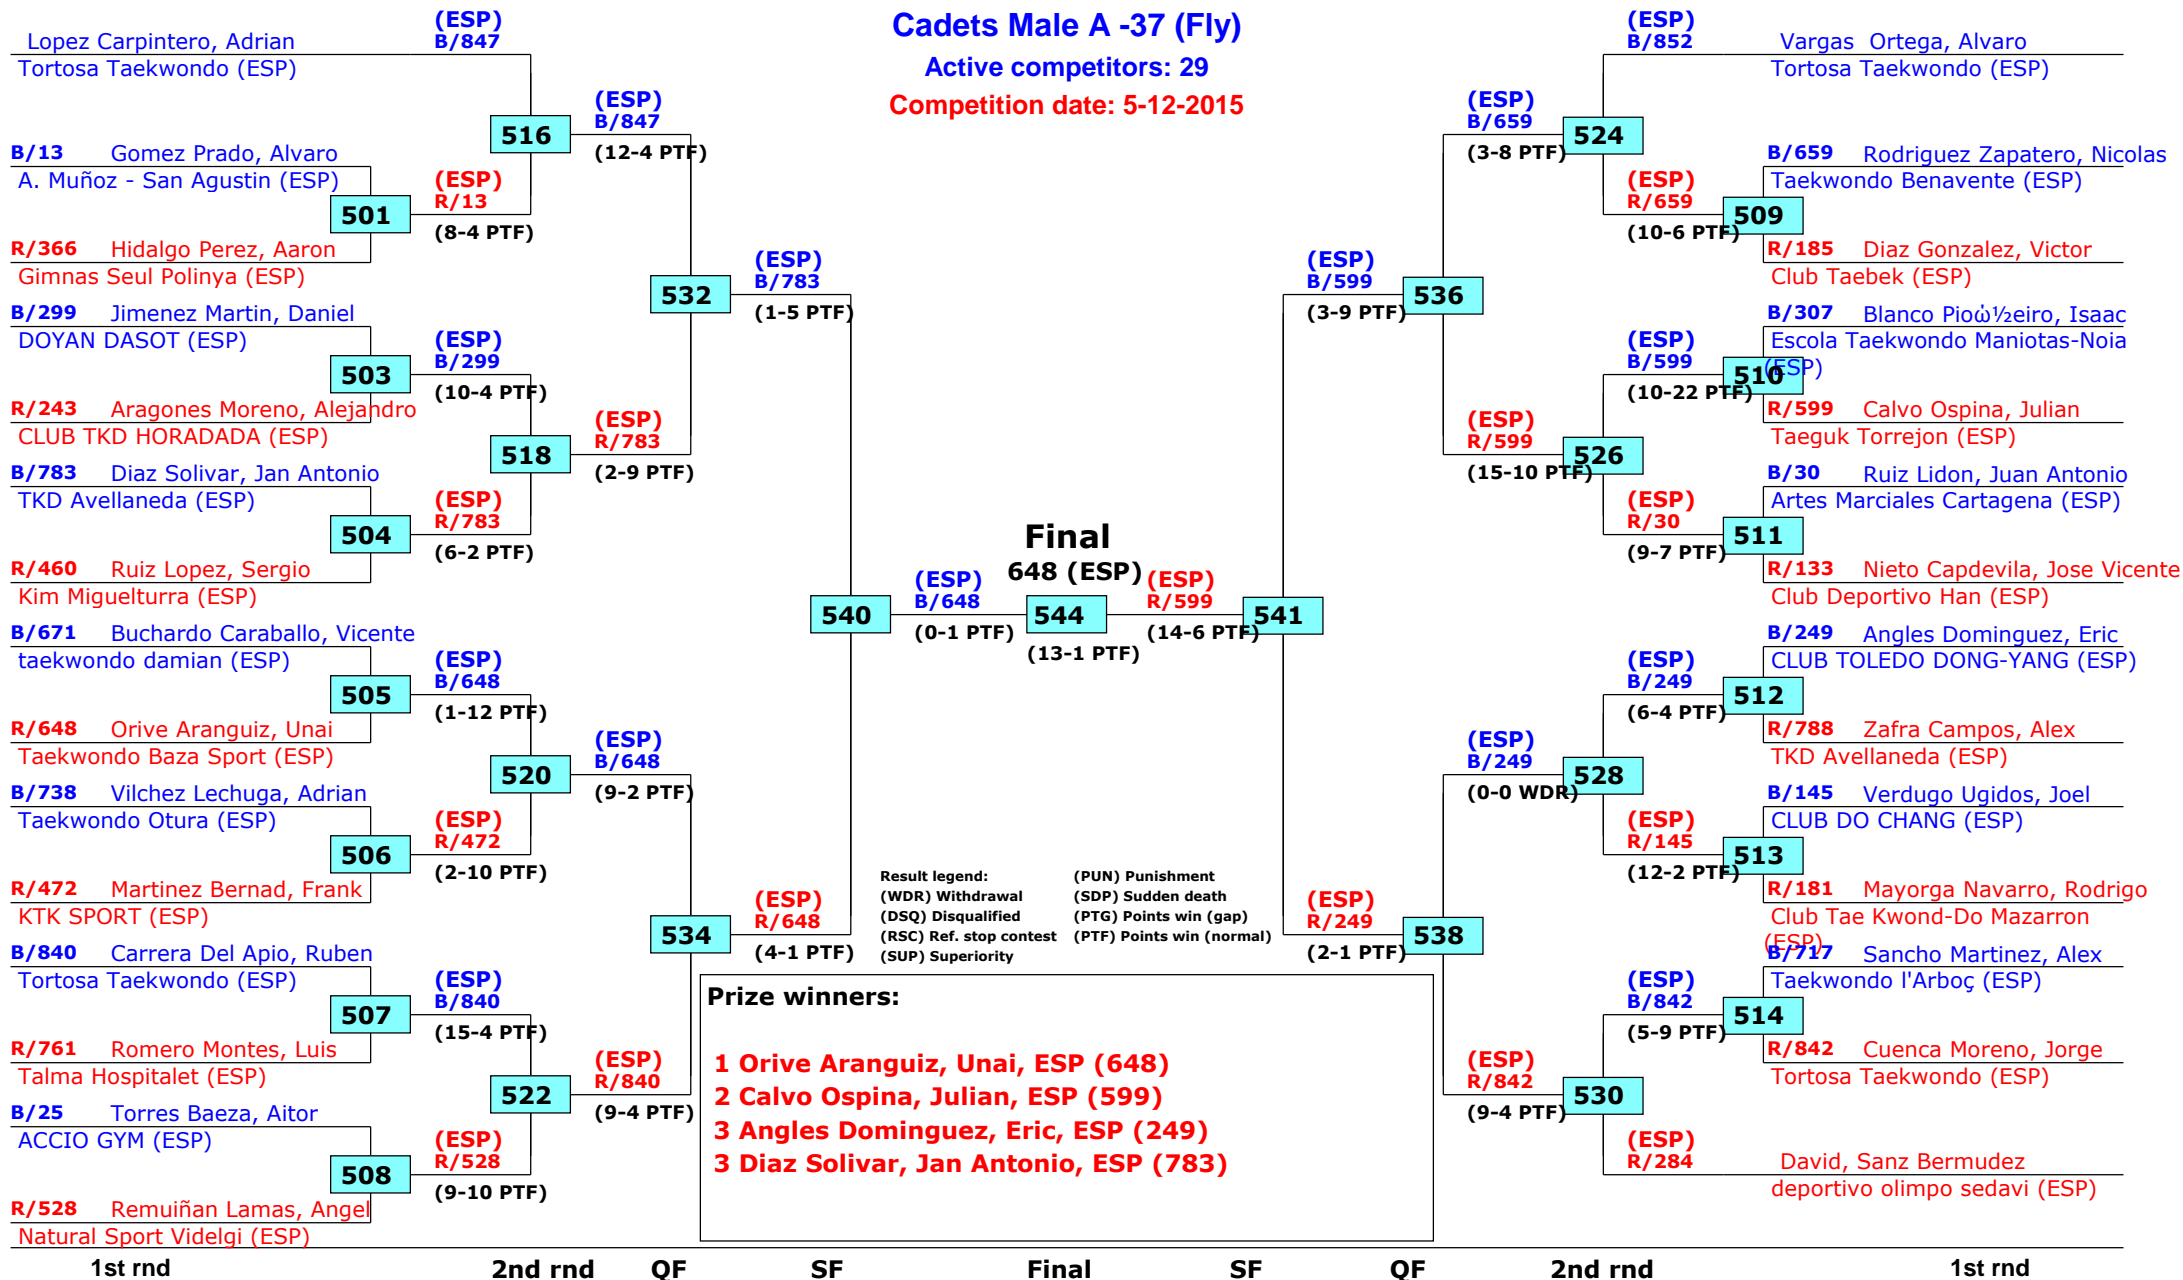 Cadets Male A -37 (Fly)
Active competitors: 29
Competition date: 5-12-2015
Lopez Carpintero, Adrian
Tortosa Taekwondo (ESP)
B/13 Gomez Prado, Alvaro
A. Muñoz - San Agustin (ESP)
501
R/366 Hidalgo Perez, Aaron
Gimnas Seul Polinya (ESP)
B/299 Jimenez Martin, Daniel
DOYAN DASOT (ESP)
503
R/243 Aragones Moreno, Alejandro
CLUB TKD HORADADA (ESP)
B/783 Diaz Solivar, Jan Antonio
TKD Avellaneda (ESP)
504
R/460 Ruiz Lopez, Sergio
Kim Miguelturra (ESP)
B/671 Buchardo Caraballo, Vicente
taekwondo damian (ESP)
505
R/648 Orive Aranguiz, Unai
Taekwondo Baza Sport (ESP)
B/738 Vilchez Lechuga, Adrian
Taekwondo Otura (ESP)
506
R/472 Martinez Bernad, Frank
KTK SPORT (ESP)
B/840 Carrera Del Apio, Ruben
Tortosa Taekwondo (ESP)
507
R/761 Romero Montes, Luis
Talma Hospitalet (ESP)
B/25 Torres Baeza, Aitor
ACCIO GYM (ESP)
508
R/528 Remuiñan Lamas, Angel
Natural Sport Videlgi (ESP)
(ESP)
B/847
516
(ESP)
R/13
(8-4 PTF)
(ESP)
B/299
(10-4 PTF)
518
(ESP)
R/783
(6-2 PTF)
(ESP)
B/648
(1-12 PTF)
520
(ESP)
R/472
(2-10 PTF)
(ESP)
B/840
(15-4 PTF)
522
(ESP)
R/528
(9-10 PTF)
(ESP)
B/847
(12-4 PTF)
532
(ESP)
R/783
(2-9 PTF)
(ESP)
B/648
(9-2 PTF)
534
(ESP)
R/840
(9-4 PTF)
(ESP)
B/783
(1-5 PTF)
540
(ESP)
R/648
(4-1 PTF)
(ESP)
B/648
(0-1 PTF)
Final
648 (ESP)
544
(13-1 PTF)
(ESP)
R/599
(14-6 PTF)
(ESP)
B/599
(3-9 PTF)
541
(ESP)
R/249
(2-1 PTF)
(ESP)
B/659
(3-8 PTF)
536
(ESP)
R/599
(15-10 PTF)
(ESP)
B/249
(0-0 WDR)
538
(ESP)
R/842
(9-4 PTF)
(ESP)
B/852
524
(ESP)
R/659
(10-6 PTF)
(ESP)
B/599
(10-22 PTF)
526
(ESP)
R/30
(9-7 PTF)
(ESP)
B/249
(6-4 PTF)
528
(ESP)
R/145
(12-2 PTF)
(ESP)
B/842
(5-9 PTF)
530
(ESP)
R/284
Vargas Ortega, Alvaro
Tortosa Taekwondo (ESP)
B/659 Rodriguez Zapatero, Nicolas
Taekwondo Benavente (ESP)
509
R/185 Diaz Gonzalez, Victor
Club Taebek (ESP)
B/307 Blanco Pioώ½eiro, Isaac
Escola Taekwondo Maniotas-Noia
(ESP)
510
R/599 Calvo Ospina, Julian
Taeguk Torrejon (ESP)
B/30 Ruiz Lidon, Juan Antonio
Artes Marciales Cartagena (ESP)
511
R/133 Nieto Capdevila, Jose Vicente
Club Deportivo Han (ESP)
B/249 Angles Dominguez, Eric
CLUB TOLEDO DONG-YANG (ESP)
512
R/788 Zafra Campos, Alex
TKD Avellaneda (ESP)
B/145 Verdugo Ugidos, Joel
CLUB DO CHANG (ESP)
513
R/181 Mayorga Navarro, Rodrigo
Club Tae Kwond-Do Mazarron
(ESP)
B/717 Sancho Martinez, Alex
Taekwondo l'Arboç (ESP)
514
R/842 Cuenca Moreno, Jorge
Tortosa Taekwondo (ESP)
David, Sanz Bermudez
deportivo olimpo sedavi (ESP)
Result legend:
(WDR) Withdrawal
(DSQ) Disqualified
(RSC) Ref. stop contest
(SUP) Superiority
(PUN) Punishment
(SDP) Sudden death
(PTG) Points win (gap)
(PTF) Points win (normal)
Prize winners:
1 Orive Aranguiz, Unai, ESP (648)
2 Calvo Ospina, Julian, ESP (599)
3 Angles Dominguez, Eric, ESP (249)
3 Diaz Solivar, Jan Antonio, ESP (783)
1st rnd 2nd rnd QF SF Final SF QF 2nd rnd 1st rnd